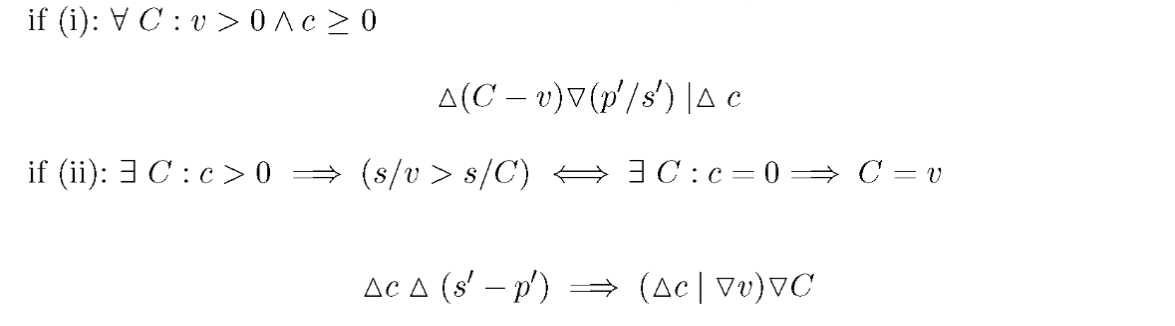 if (i): ∀ C : v > 0 ∧ c ≥ 0
△(C − v)▽(p′/s′) |△ c
if (ii): ∃ C : c > 0 ⟹ (s/v > s/C) ⟺ ∃ C : c = 0 ⟹ C = v
△c △ (s′ − p′) ⟹ (△c | ▽v)▽C